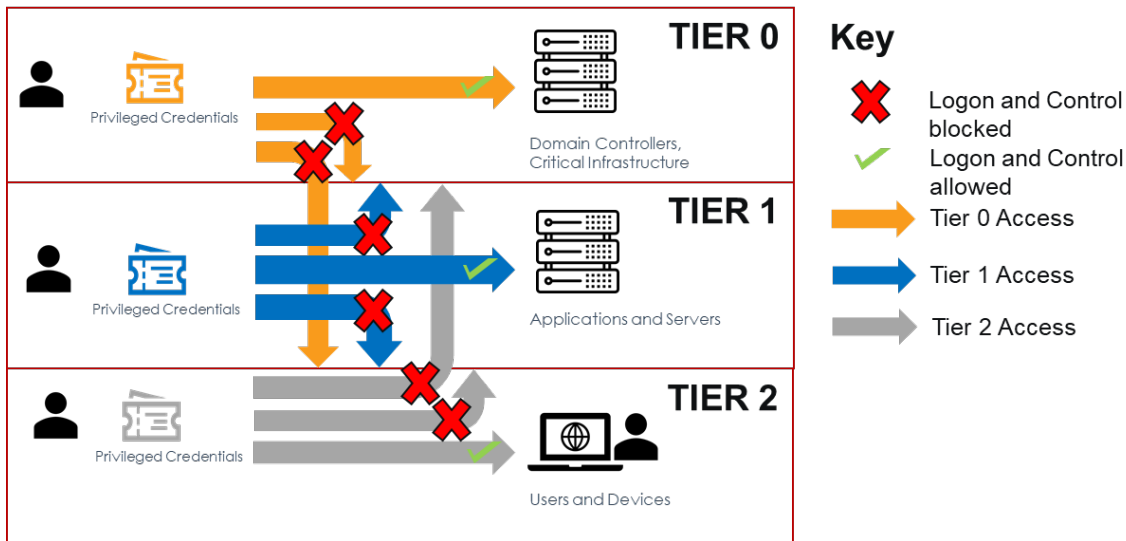 TIER 0
Privileged Credentials
Domain Controllers,
Critical Infrastructure
TIER 1
Privileged Credentials
Applications and Servers
TIER 2
Privileged Credentials
Users and Devices
Key
Logon and Control
blocked
Logon and Control
allowed
Tier 0 Access
Tier 1 Access
Tier 2 Access